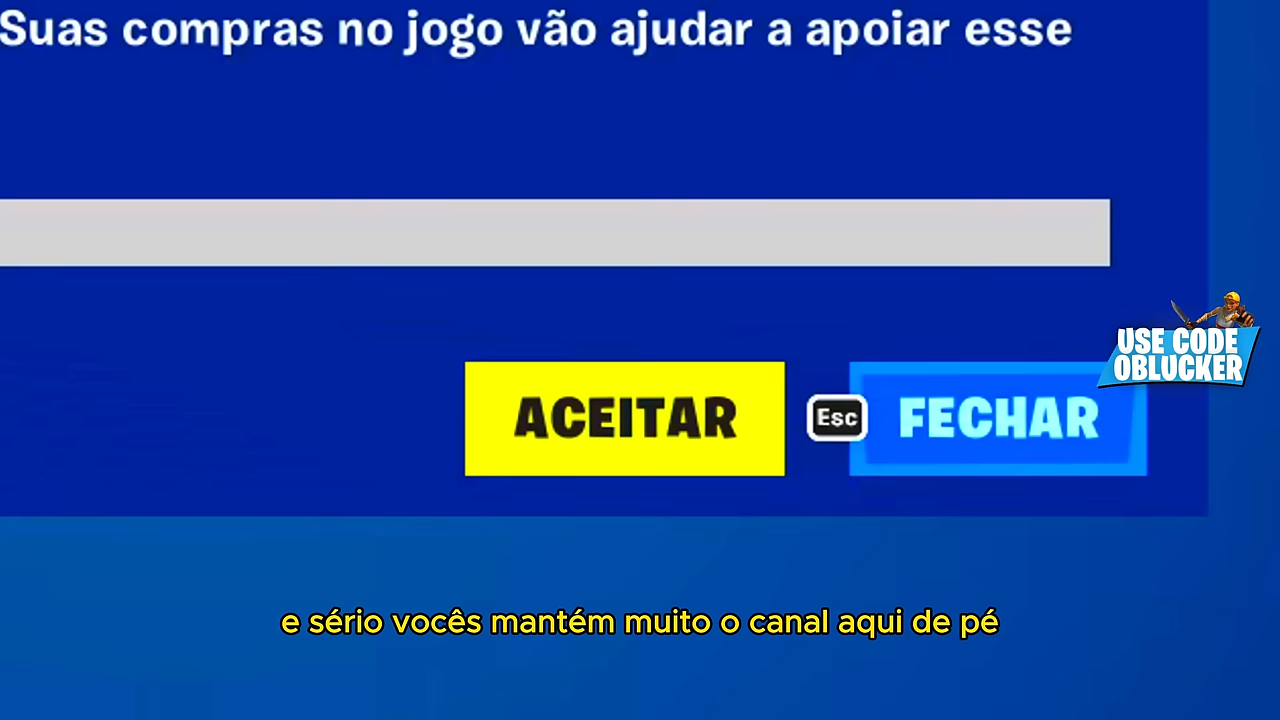 Suas compras no jogo vão ajudar a apoiar esse
USE CODE
OBLUCKER
ACEITAR
Esc
FECHAR
e sério vocês mantém muito o canal aqui de pé